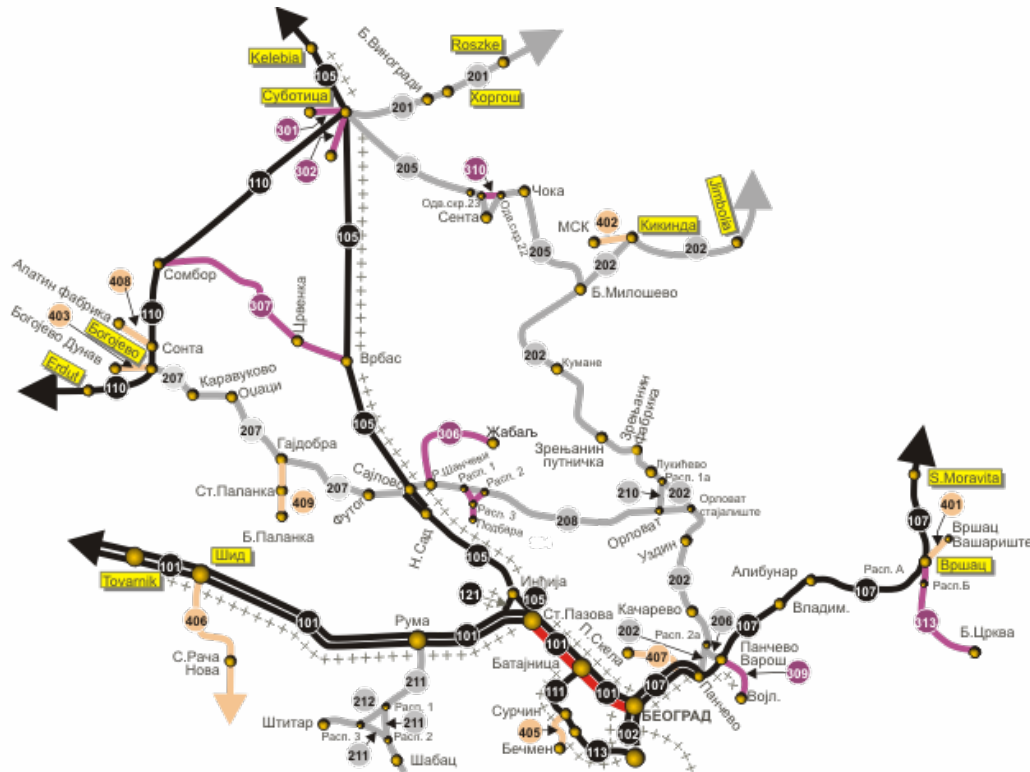 Kelebia
105
Суботица
301
302
Б.Виногради
Roszke
201
201
Хоргош
205
110
310
Чока
Одв.скр.23
Сента
Одв.скр.22
205
МСК
402
Кикинда
202
Jimbolia
202
Б.Милошево
105
Сомбор
Апатин фабрика
408
403
Богојево Дунав
Богојево
110
Сонта
Erdut
110
307
Црвенка
Врбас
207
Каравуково
Оџаци
207
105
202
Кумане
Зрењанин
фабрика
Зрењанин
путничка
Лукићево
Расп. 1а
210
202
Орловат
стајалиште
Гајдобра
Ст.Паланка
409
Б.Паланка
207
Футог
Сајлово
Н.Сад
306
Жабаљ
Р.Шанчеви
Расп. 1
Расп. 2
Расп. 3
Подбара
208
Орловат
Уздин
202
S.Moravita
107
401
Вршац
Вашариште
Расп. А
Вршац
Расп.Б
107
313
Б.Црква
Алибунар
Владим.
107
Качарево
202
Расп. 2а
206
Панчево
Варош
309
Војл.
Панчево
107
П.Скела
407
105
Инђија
105
121
Ст.Пазова
101
Батајница
101
БЕОГРАД
102
111
Сурчин
405
Бечмен
113
Tovarnik
101
Шид
101
406
С.Рача
Нова
Рума
101
211
212
Расп. 1
Штитар
Расп. 3
211
Расп. 2
211
Шабац